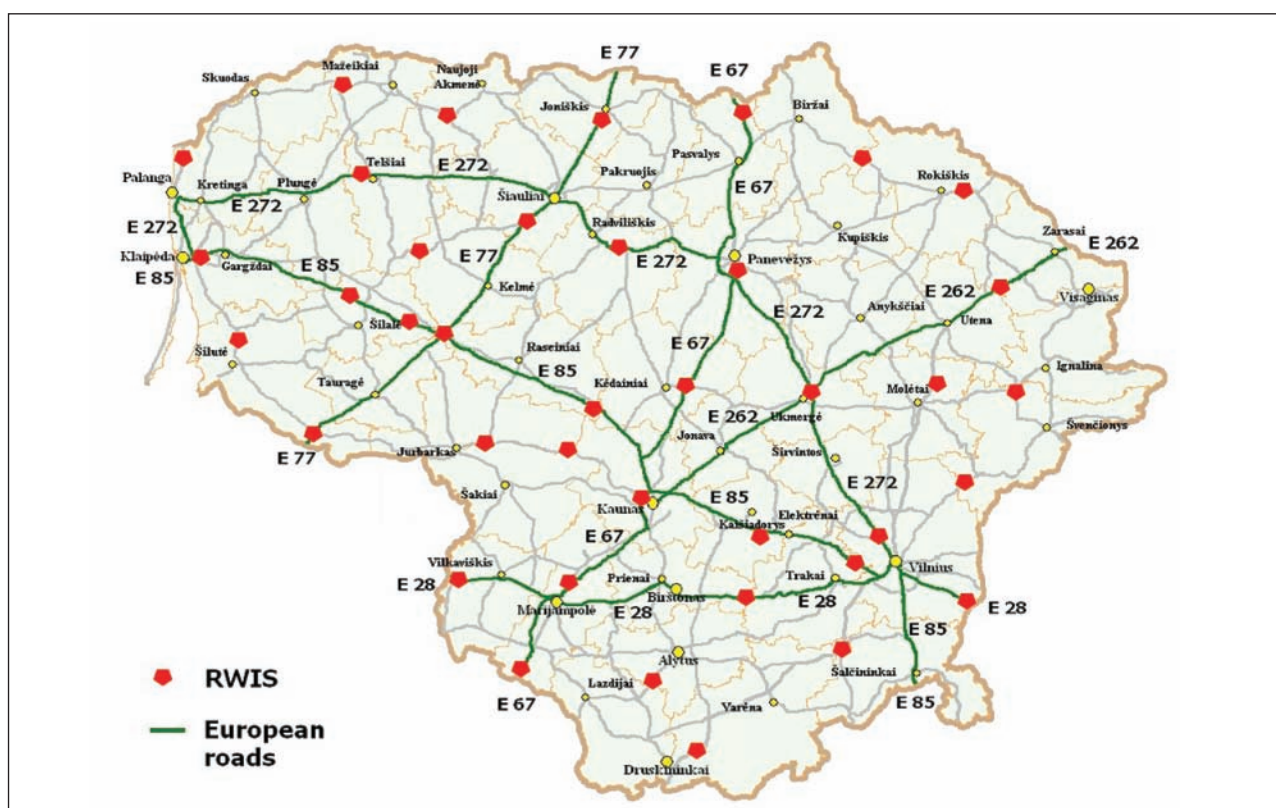 E 77
E 67
Mažeikiai
Naujoji
Akmenė
Skuodas
Joniškis
Biržai
Pasvalys
Telšiai
E 272
Pakruojis
Rokiškis
Palanga
Kretinga
Plungė
E 67
E 272
Šiauliai
E 272
Radviliškis
Kupiškis
Zarasai
E 262
Klaipėda
Gargždai
E 77
E 272
Panevėžys
E 85
E 85
Kelmė
E 262
Visaginas
Anykščiai
E 272
Utena
Šilalė
Šilutė
Raseiniai
E 67
Ignalina
E 85
Tauragė
Kėdainiai
Molėtai
Ukmergė
E 262
Švenčionys
Jonava
E 77
Jurbarkas
Širvintos
E 272
Šakiai
E 85
Kaunas
Elektrėnai
Kaišiadorys
E 67
Vilkaviškis
Vilnius
E 28
Prienai
Trakai
Birštonas
E 28
Marijampolė
E 28
E 28
E 85
Alytus
Šalčininkai
RWIS
Lazdijai
E 67
Varėna
E 85
European
roads
Druskininkai